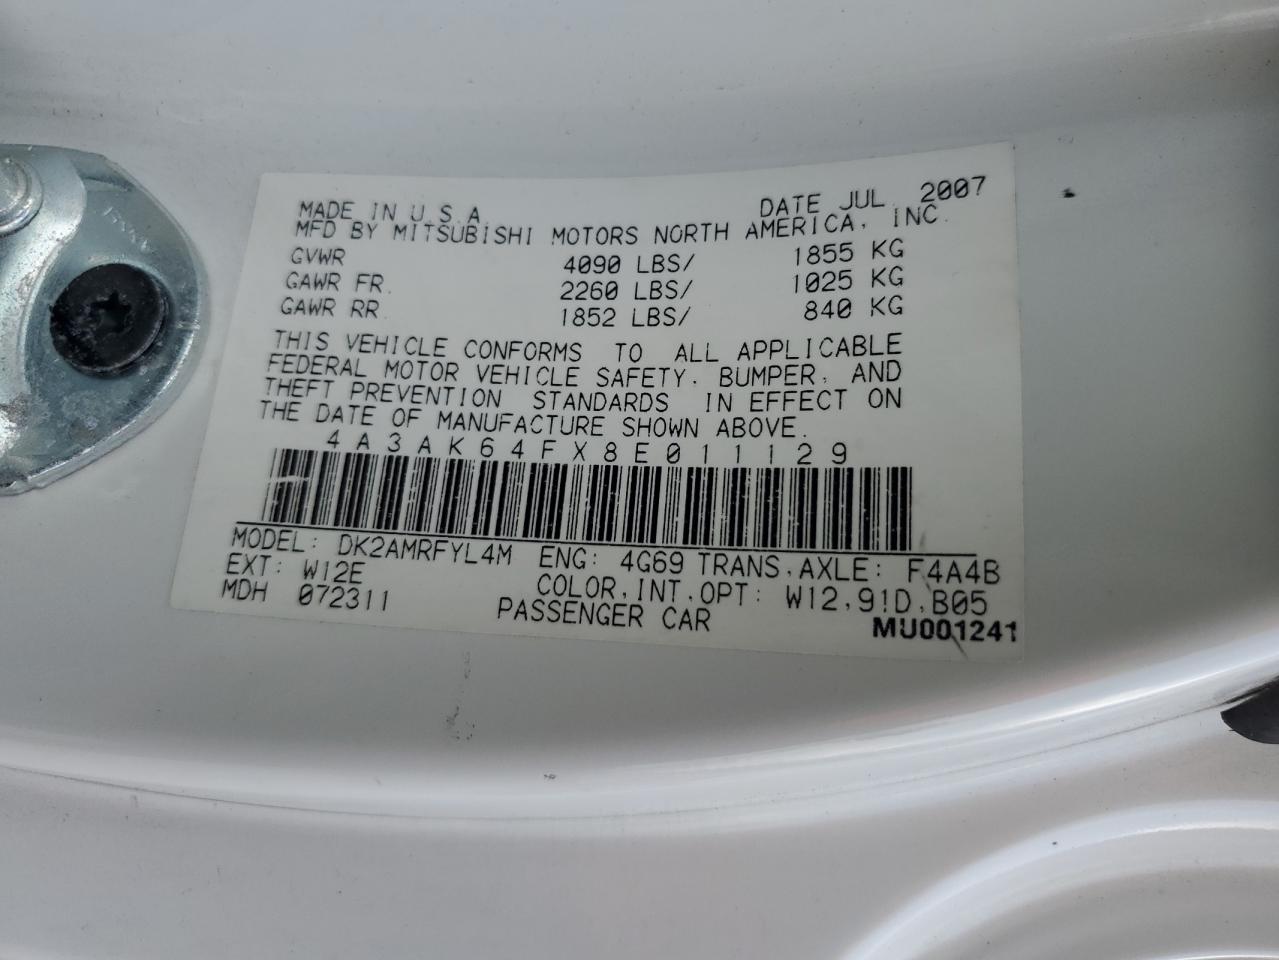 MADE IN U.S.A. DATE JUL. 2007
MFD BY MITSUBISHI MOTORS NORTH AMERICA, INC.
GVWR 4090 LBS/ 1855 KG
GAWR FR. 2260 LBS/ 1025 KG
GAWR RR. 1852 LBS/ 840 KG
THIS VEHICLE CONFORMS TO ALL APPLICABLE
FEDERAL MOTOR VEHICLE SAFETY, BUMPER, AND
THEFT PREVENTION STANDARDS IN EFFECT ON
THE DATE OF MANUFACTURE SHOWN ABOVE.
4A3AK64FX8E011129
MODEL: DK2AMRFYL4M ENG: 4G69 TRANS,AXLE: F4A4B
EXT: W12E COLOR,INT,OPT: W12,91D,B05
MDH 072311 PASSENGER CAR
MU001241